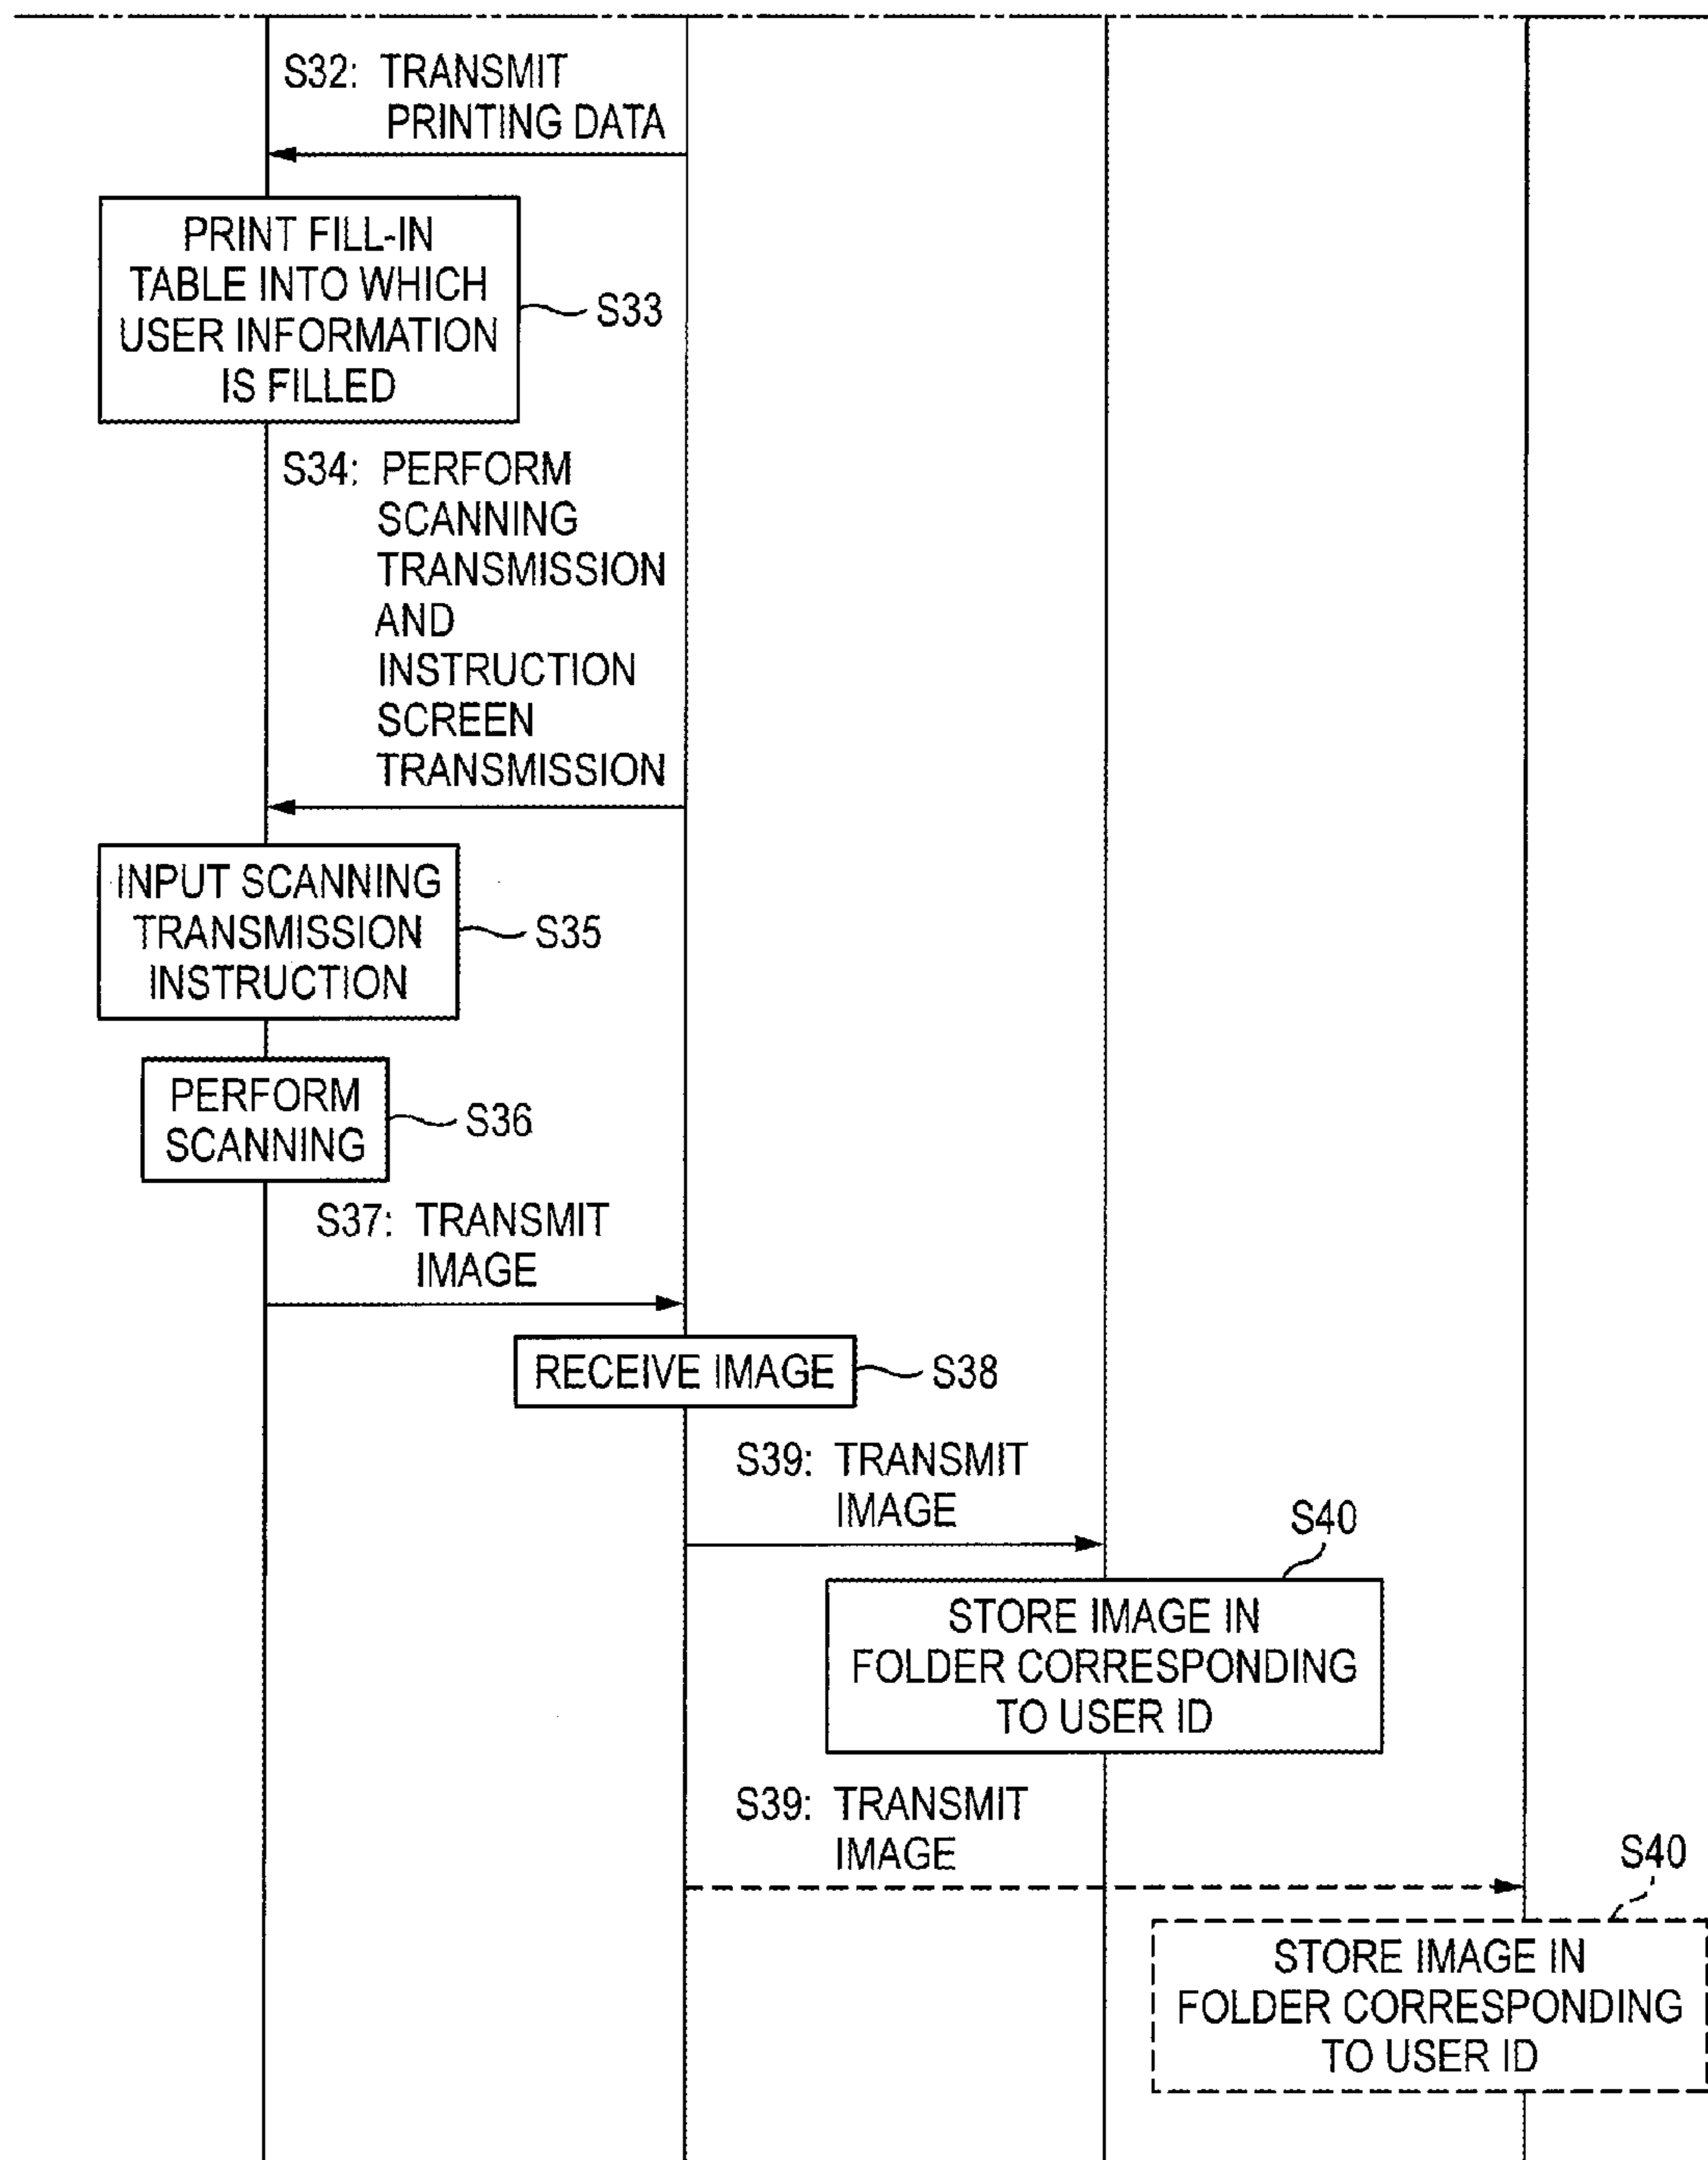 S32: TRANSMIT
PRINTING DATA
PRINT FILL-IN
TABLE INTO WHICH
USER INFORMATION
IS FILLED
S33
S34: PERFORM
SCANNING
TRANSMISSION
AND
INSTRUCTION
SCREEN
TRANSMISSION
INPUT SCANNING
TRANSMISSION
INSTRUCTION
S35
PERFORM
SCANNING
S36
S37: TRANSMIT
IMAGE
RECEIVE IMAGE
S38
S39: TRANSMIT
IMAGE
S40
STORE IMAGE IN
FOLDER CORRESPONDING
TO USER ID
S39: TRANSMIT
IMAGE
S40
STORE IMAGE IN
FOLDER CORRESPONDING
TO USER ID